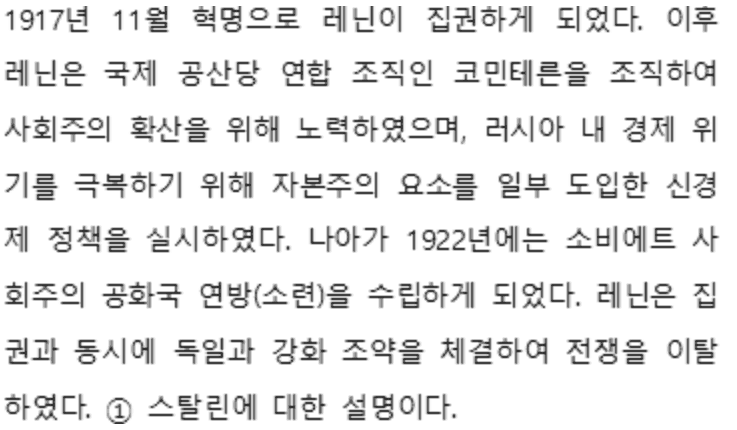 1917년 11월 혁명으로 레닌이 집권하게 되었다. 이후
레닌은 국제 공산당 연합 조직인 코민테른을 조직하여
사회주의 확산을 위해 노력하였으며, 러시아 내 경제 위
기를 극복하기 위해 자본주의 요소를 일부 도입한 신경
제 정책을 실시하였다. 나아가 1922년에는 소비에트 사
회주의 공화국 연방(소련)을 수립하게 되었다. 레닌은 집
권과 동시에 독일과 강화 조약을 체결하여 전쟁을 이탈
하였다. ① 스탈린에 대한 설명이다.